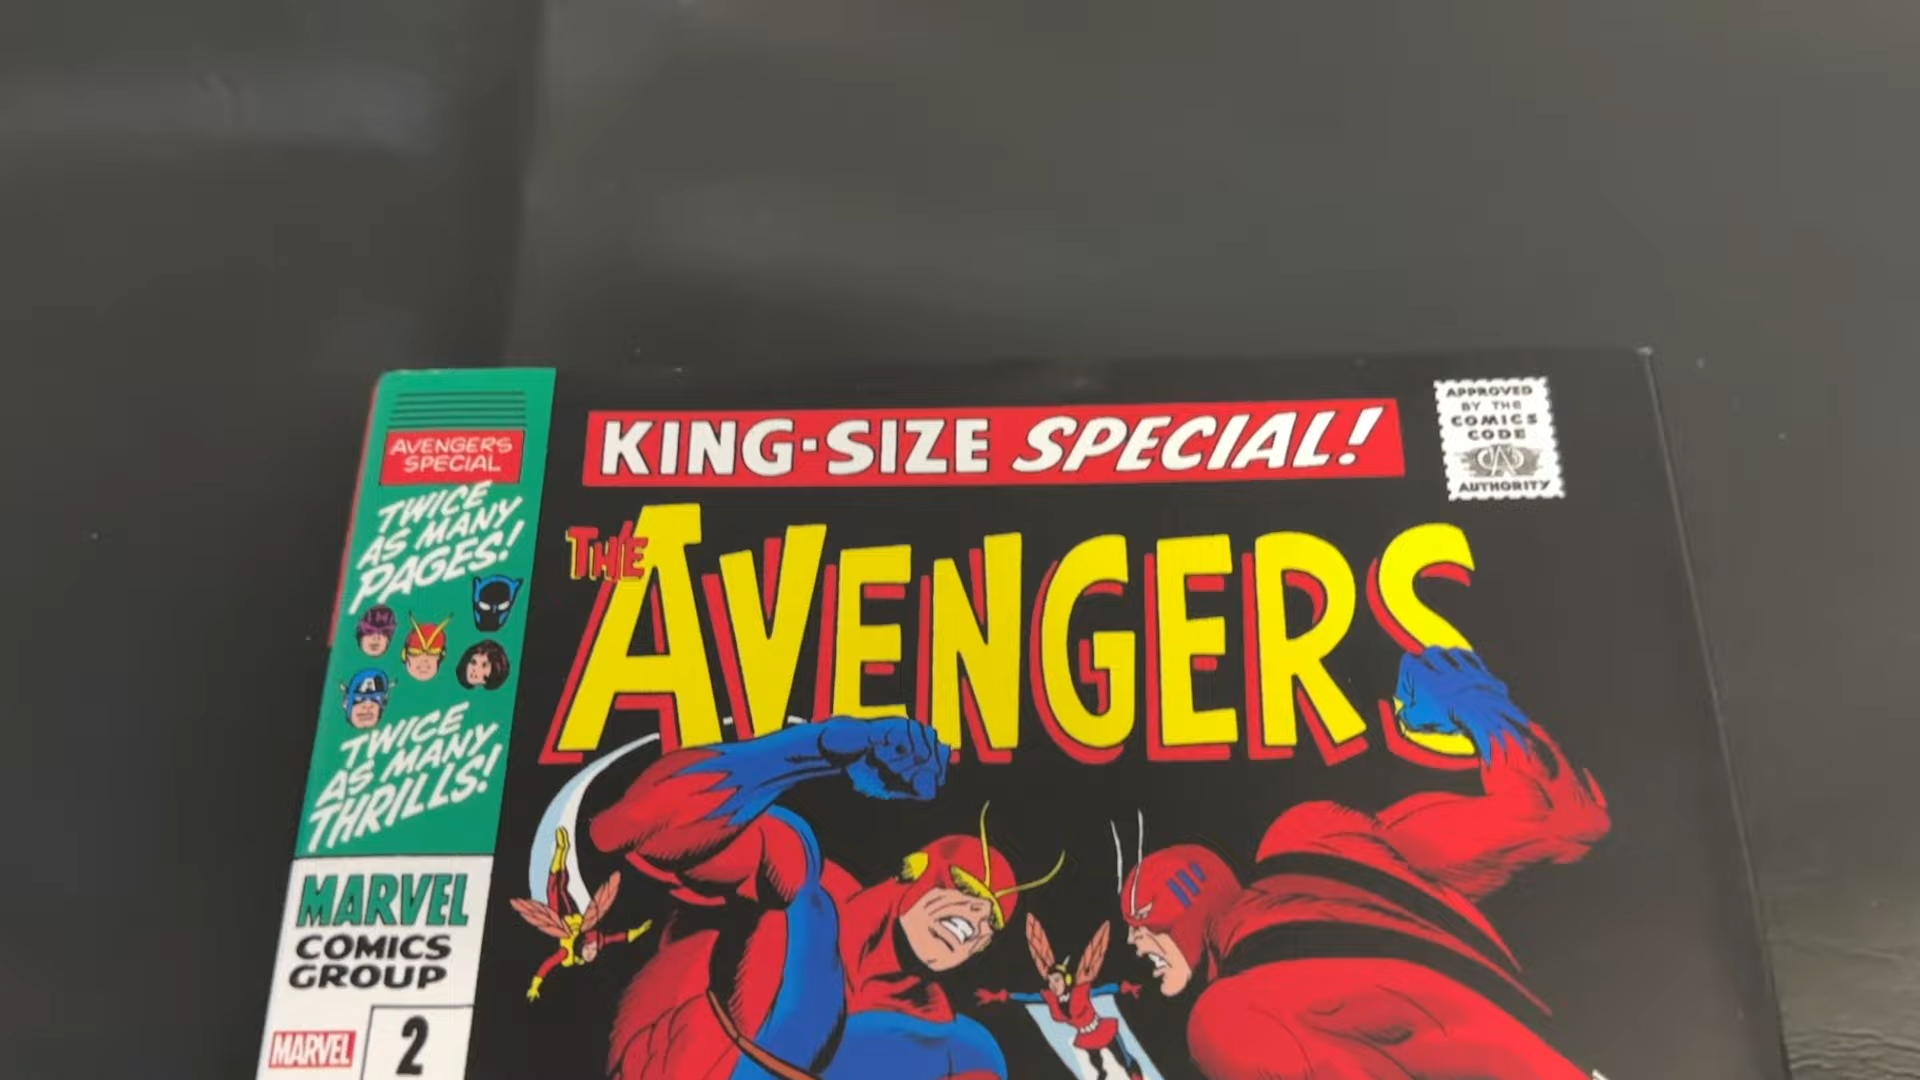 KING-SIZE SPECIAL!
APPROVED
BY THE
COMICS
CODE
CA
AUTHORITY
AVENGERS
SPECIAL
TWICE
AS MANY
PAGES!
THE
AVENGERS
A
TWICE
AS MANY
THRILLS!
MARVEL
COMICS
GROUP
MARVEL
2